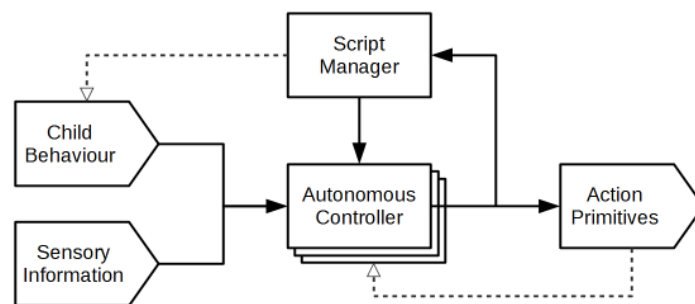 Script
Manager
Child
Behaviour
Autonomous
Controller
Action
Primitives
Sensory
Information